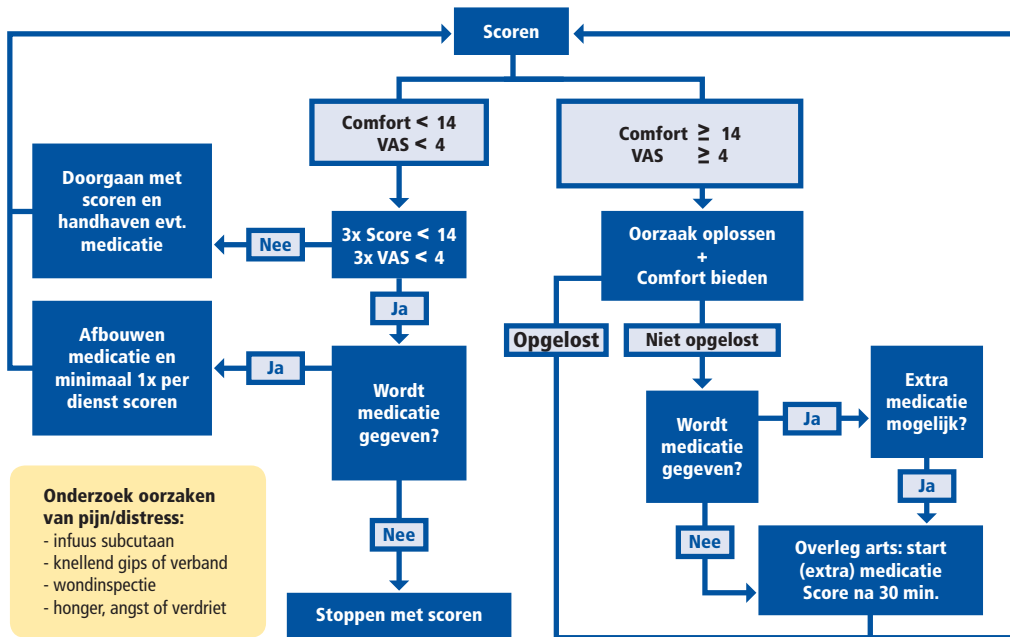 Scoren
Comfort < 14
VAS < 4
Comfort ≥ 14
VAS ≥ 4
Doorgaan met
scoren en
handhaven evt.
medicatie
Nee
3x Score < 14
3x VAS < 4
Oorzaak oplossen
+
Comfort bieden
Ja
Opgelost
Niet opgelost
Afbouwen
medicatie en
minimaal 1x per
dienst scoren
Ja
Wordt
medicatie
gegeven?
Wordt
medicatie
gegeven?
Ja
Extra
medicatie
mogelijk?
Ja
Onderzoek oorzaken
van pijn/distress:
- infuus subcutaan
- knellend gips of verband
- wondinspectie
- honger, angst of verdriet
Nee
Nee
Overleg arts: start
(extra) medicatie
Score na 30 min.
Stoppen met scoren